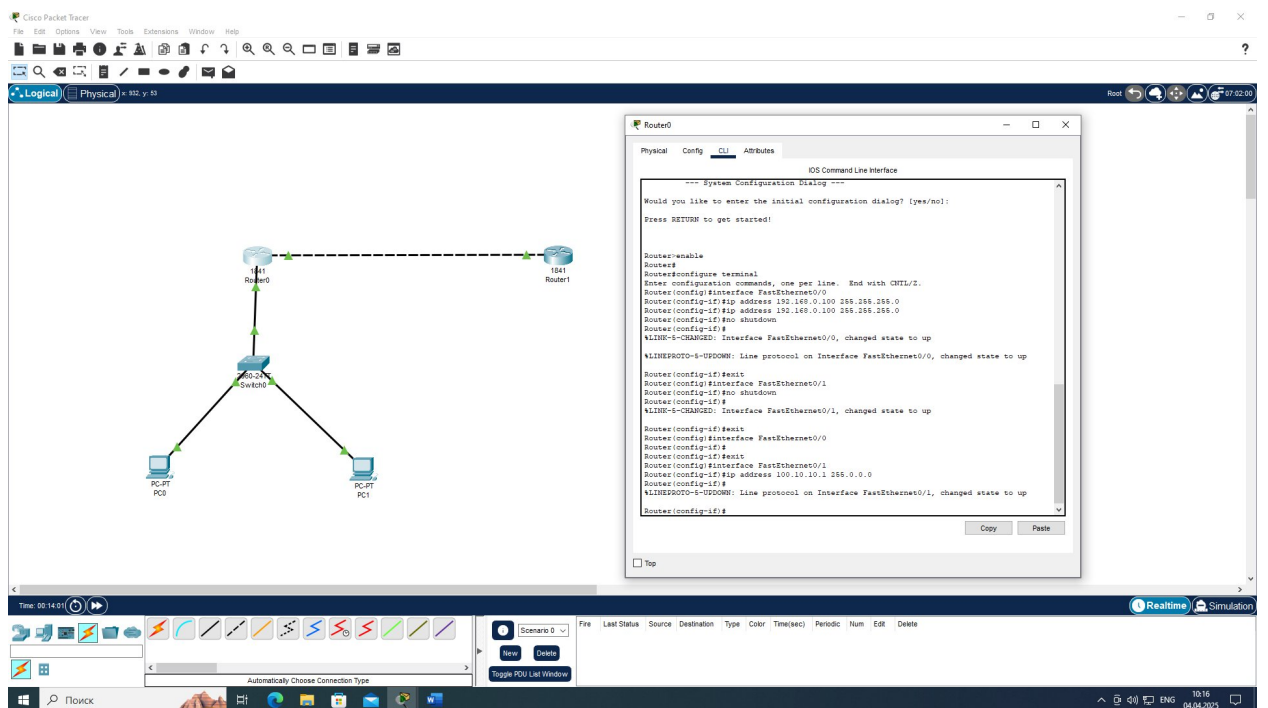 Cisco Packet Tracer
File Edit Options View Tools Extensions Window Help
?
Logical Physical x: 932, y: 53 Root 07:02:00
Router0
Physical Config CLI Attributes
IOS Command Line Interface
--- System Configuration Dialog ---
Would you like to enter the initial configuration dialog? [yes/no]:
Press RETURN to get started!
Router>enable
Router#
Router#configure terminal
Enter configuration commands, one per line.  End with CNTL/Z.
Router(config)#interface FastEthernet0/0
Router(config-if)#ip address 192.168.0.100 255.255.255.0
Router(config-if)#ip address 192.168.0.100 255.255.255.0
Router(config-if)#no shutdown
Router(config-if)#
%LINK-5-CHANGED: Interface FastEthernet0/0, changed state to up
%LINEPROTO-5-UPDOWN: Line protocol on Interface FastEthernet0/0, changed state to up
Router(config-if)#exit
Router(config)#interface FastEthernet0/1
Router(config-if)#no shutdown
Router(config-if)#
%LINK-5-CHANGED: Interface FastEthernet0/1, changed state to up
Router(config-if)#exit
Router(config)#interface FastEthernet0/0
Router(config-if)#
Router(config-if)#exit
Router(config)#interface FastEthernet0/1
Router(config-if)#ip address 100.10.10.1 255.0.0.0
Router(config-if)#
%LINEPROTO-5-UPDOWN: Line protocol on Interface FastEthernet0/1, changed state to up
Router(config-if)#
Copy Paste
Top
1841
Router0
1841
Router1
2960-24TT
Switch0
PC-PT
PC0
PC-PT
PC1
Time: 00:14:01 Realtime Simulation
Scenario 0
New Delete
Toggle PDU List Window
Fire Last Status Source Destination Type Color Time(sec) Periodic Num Edit Delete
Automatically Choose Connection Type
Поиск
ENG
10:16
04.04.2025